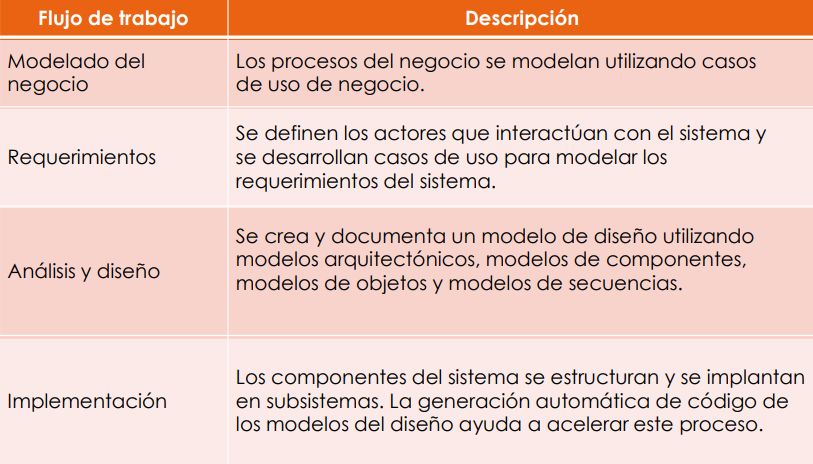 Flujo de trabajo
Descripción
Modelado del
negocio
Los procesos del negocio se modelan utilizando casos
de uso de negocio.
Requerimientos
Se definen los actores que interactúan con el sistema y
se desarrollan casos de uso para modelar los
requerimientos del sistema.
Análisis y diseño
Se crea y documenta un modelo de diseño utilizando
modelos arquitectónicos, modelos de componentes,
modelos de objetos y modelos de secuencias.
Implementación
Los componentes del sistema se estructuran y se implantan
en subsistemas. La generación automática de código de
los modelos del diseño ayuda a acelerar este proceso.